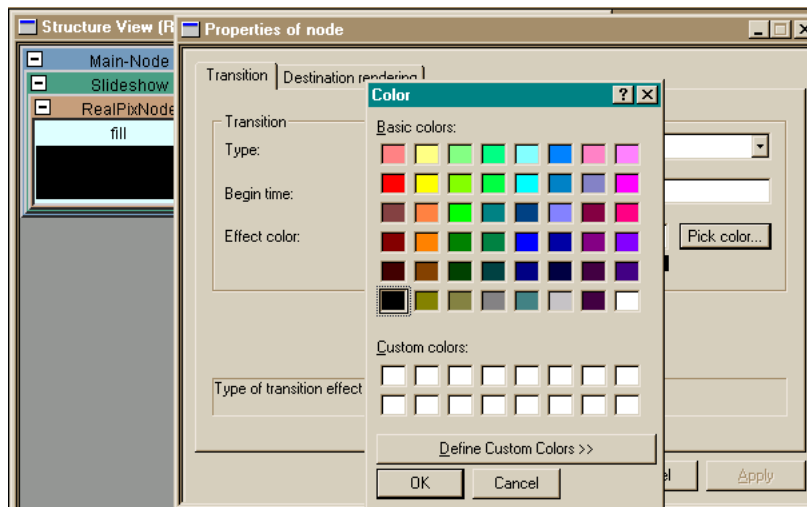 Structure View (R
Properties of node
Main-Node
Slideshow
RealPixNode
fill
Transition
Destination rendering
Transition
Type:
Begin time:
Effect color:
Pick color...
Type of transition effect
Apply
Color
Basic colors:
Custom colors:
Define Custom Colors >>
OK
Cancel